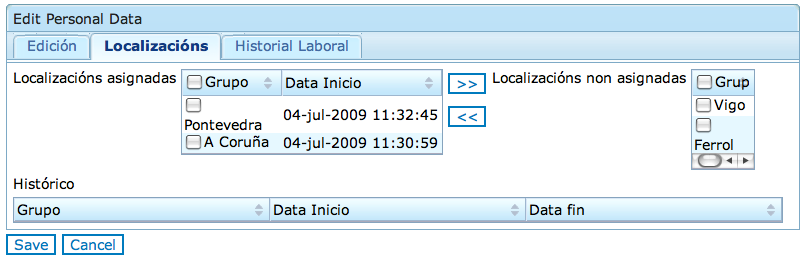 Edit Personal Data
Edición Localizacións Historial Laboral
Localizacións asignadas Grupo Data Inicio >> Localizacións non asignadas Grup
Pontevedra 04-jul-2009 11:32:45 << Vigo
A Coruña 04-jul-2009 11:30:59 Ferrol
Histórico
Grupo Data Inicio Data fin
Save Cancel